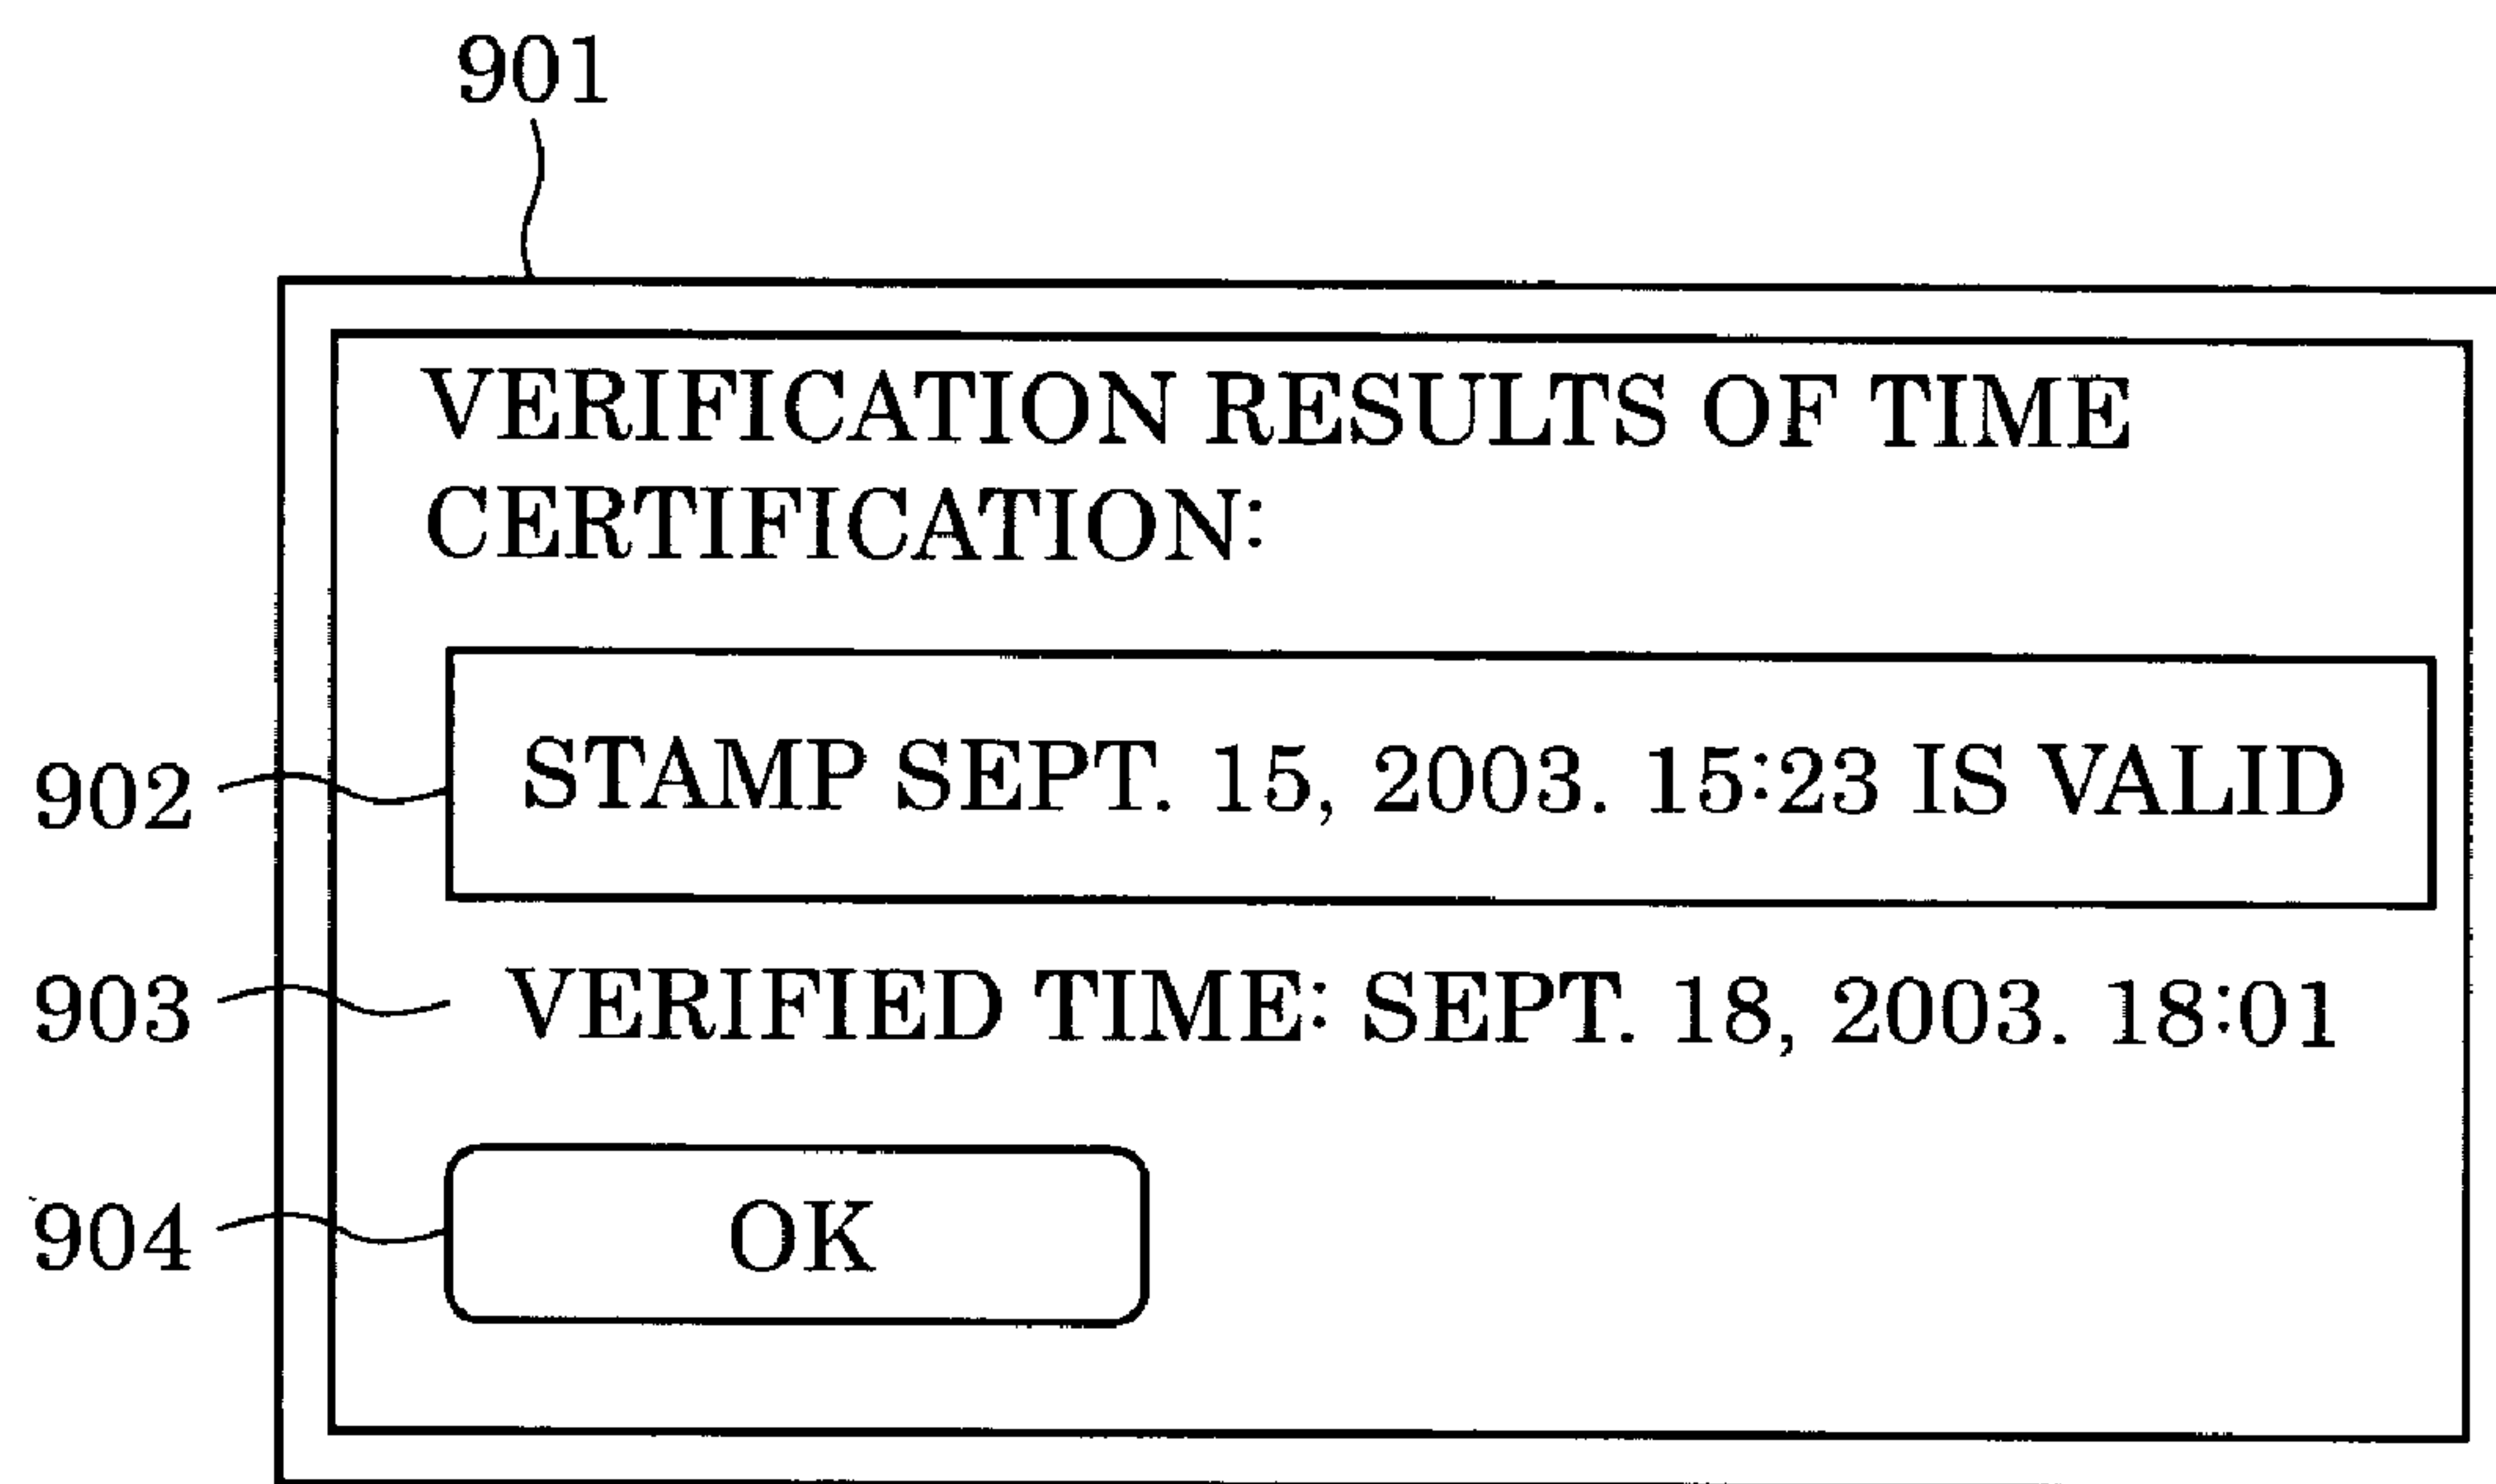 901
VERIFICATION RESULTS OF TIME
CERTIFICATION:
902 STAMP SEPT. 15, 2003. 15:23 IS VALID
903 VERIFIED TIME: SEPT. 18, 2003. 18:01
904 OK